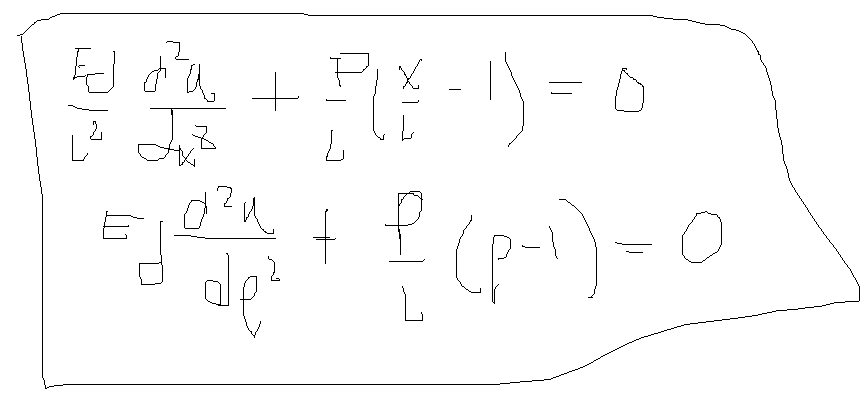 EJ/L² d²u/dx² + P/L (x/L - 1) = 0
EJ d²u/dρ² + P/L (ρ - 1) = 0